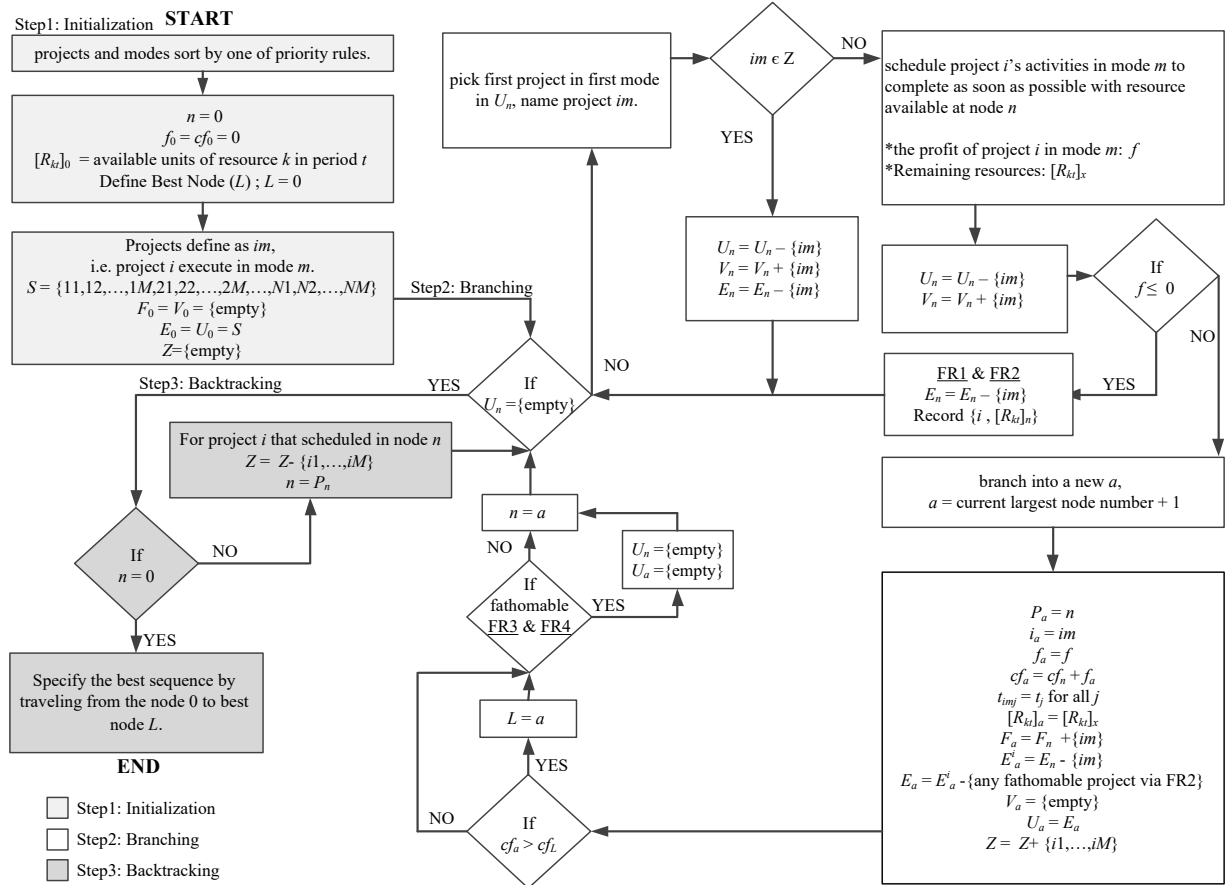 Step1: Initialization
START
projects and modes sort by one of priority rules.
n = 0
f₀ = cf₀ = 0
[Rₖₜ]₀ = available units of resource k in period t
Define Best Node (L) ; L = 0
Projects define as im,
i.e. project i execute in mode m.
S = {11,12,…,1M,21,22,…,2M,…,N1,N2,…,NM}
F₀ = V₀ = {empty}
E₀ = U₀ = S
Z={empty}
Step2: Branching
If
Uₙ ={empty}
YES
NO
Step3: Backtracking
For project i that scheduled in node n
Z = Z- {i1,…,iM}
n = Pₙ
If
n = 0
NO
YES
Specify the best sequence by
traveling from the node 0 to best
node L.
END
Step1: Initialization
Step2: Branching
Step3: Backtracking
pick first project in first mode
in Uₙ, name project im.
im ϵ Z
NO
YES
Uₙ = Uₙ – {im}
Vₙ = Vₙ + {im}
Eₙ = Eₙ – {im}
schedule project i’s activities in mode m to
complete as soon as possible with resource
available at node n
*the profit of project i in mode m: f
*Remaining resources: [Rₖₜ]ₓ
Uₙ = Uₙ – {im}
Vₙ = Vₙ + {im}
If
f ≤ 0
NO
YES
FR1 & FR2
Eₙ = Eₙ – {im}
Record {i , [Rₖₜ]ₙ}
branch into a new a,
a = current largest node number + 1
Pₐ = n
iₐ = im
fₐ = f
cfₐ = cfₙ + fₐ
tᵢₘⱼ = tⱼ for all j
[Rₖₜ]ₐ = [Rₖₜ]ₓ
Fₐ = Fₙ +{im}
Eⁱₐ = Eₙ - {im}
Eₐ = Eⁱₐ -{any fathomable project via FR2}
Vₐ = {empty}
Uₐ = Eₐ
Z = Z+ {i1,…,iM}
If
cfₐ > cf_L
NO
YES
L = a
If
fathomable
FR3 & FR4
NO
YES
Uₙ ={empty}
Uₐ ={empty}
n = a